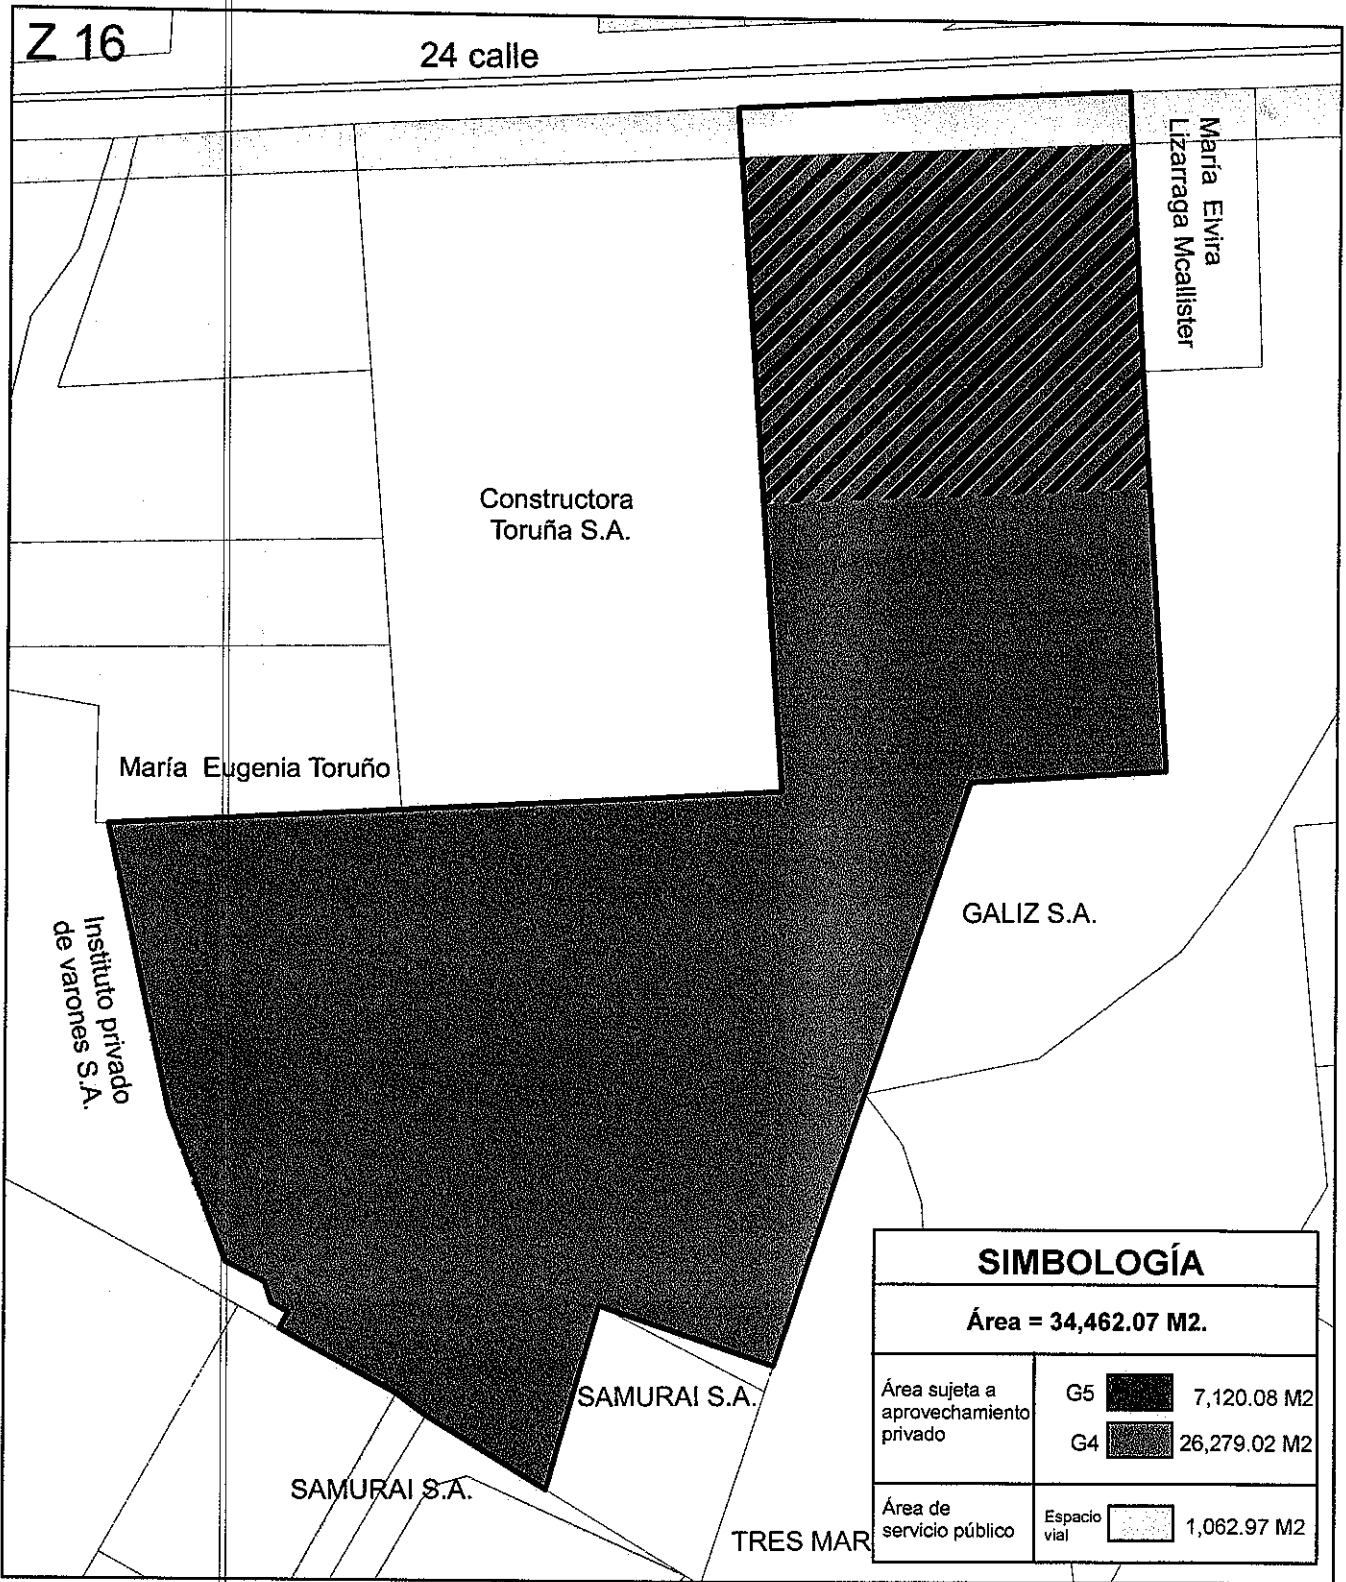 Z 16
24 calle
María Elvira
Lizarraga Mcallister
Constructora
Toruña S.A.
María Eugenia Toruño
Instituto privado
de varones S.A.
GALIZ S.A.
SAMURAI S.A.
SAMURAI S.A.
TRES MAR
SIMBOLOGÍA
Área = 34,462.07 M2.
Área sujeta a
aprovechamiento
privado
G5 7,120.08 M2
G4 26,279.02 M2
Área de
servicio público
Espacio
vial
1,062.97 M2